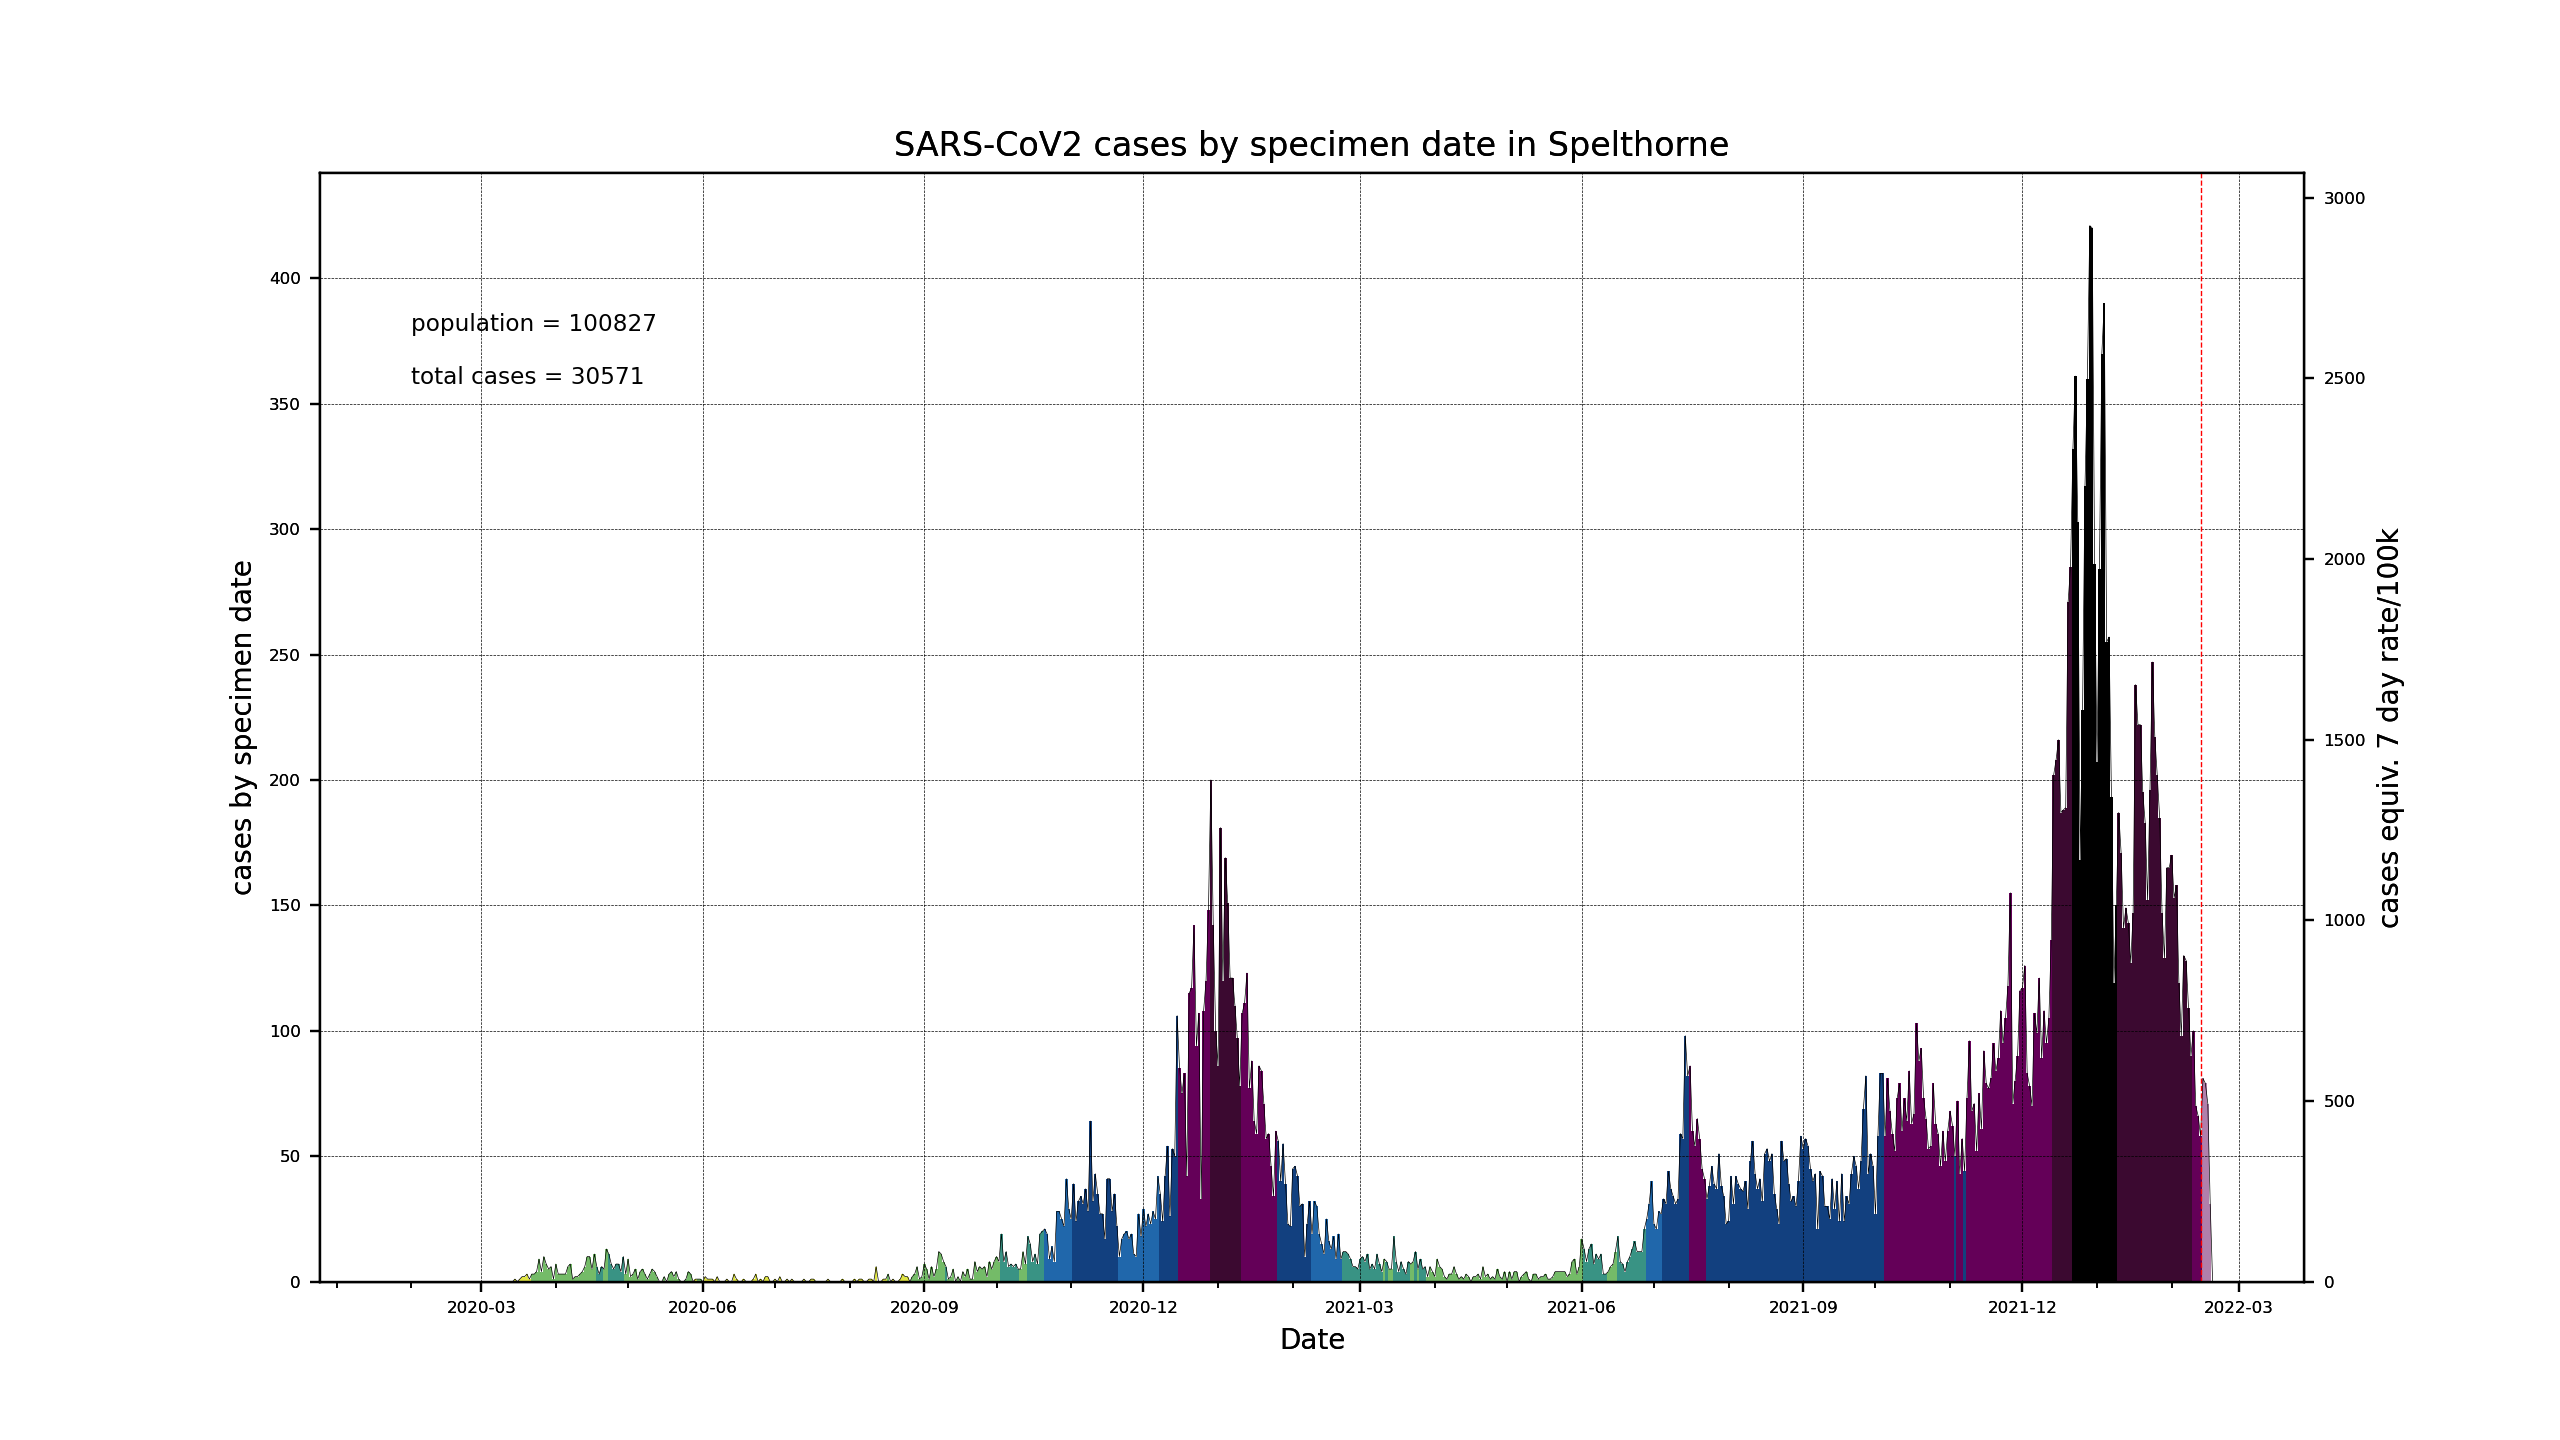 SARS-CoV2 cases by specimen date in Spelthorne
population = 100827
total cases = 30571
cases by specimen date
400
350
300
250
200
150
100
50
0
3000
2500
2000
1500
1000
500
0
cases equiv. 7 day rate/100k
2020-03 2020-06 2020-09 2020-12 2021-03 2021-06 2021-09 2021-12 2022-03
Date